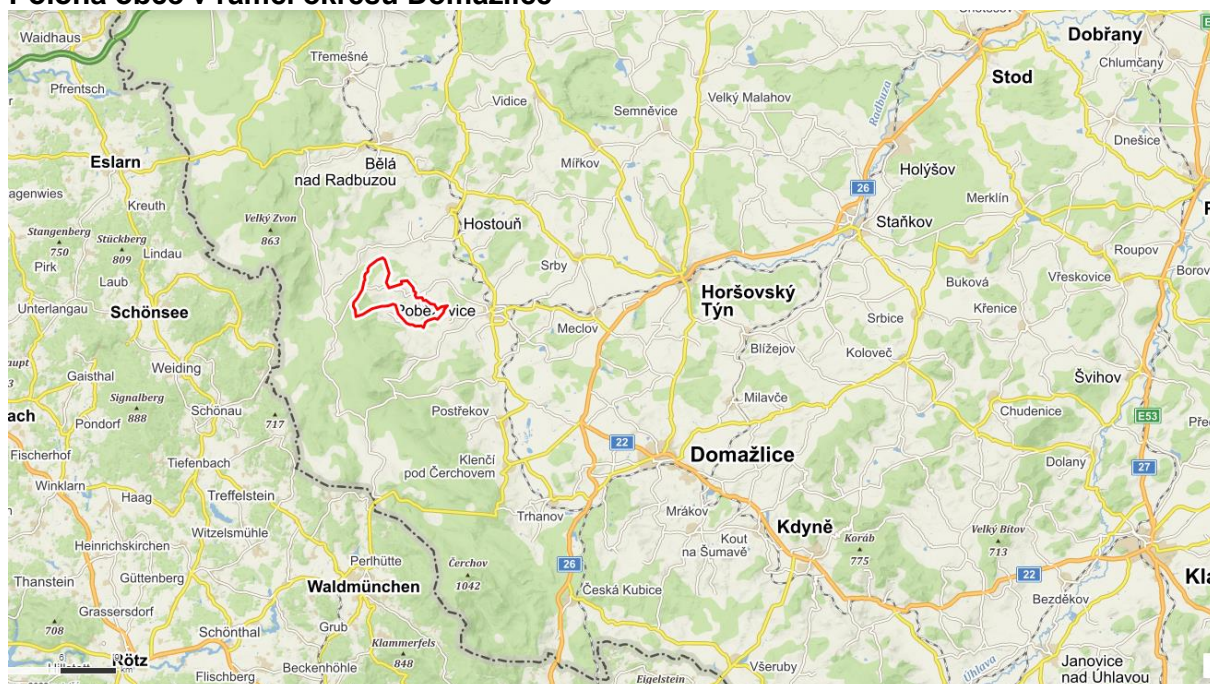 Poloha obce v rámci okresu Domažlice
Waidhaus
Třemešné
Dobřany
Chlumčany
Pfrentsch
Vidice
Semněvice
Velký Malahov
Radbuza
Stod
Dnešice
Eslarn
Bělá
nad Radbuzou
Mířkov
Holýšov
26
Merklín
Kreuth
Velký Zvon
863
Hostouň
Staňkov
Stangenberg
750
Stückberg
809
Lindau
Pirk
Laub
Srby
Roupov
Buková
Vřeskovice
Unterlangau
Schönsee
Meclov
Horšovský
Týn
Srbice
Křenice
Blížejov
Koloveč
Weiding
Gaisthal
Švihov
Signalberg
888
Schönau
717
Postřekov
Milavče
Chudenice
E53
Pondorf
Fischerhof
Klenčí
pod Čerchovem
22
Domažlice
Dolany
27
Tiefenbach
Winklarn
Haag
Treffelstein
Trhanov
Mrákov
Kdyně
Velký Bítov
713
Witzelsmühle
Kout
na Šumavě
Koráb
775
Heinrichskirchen
Perlhütte
Čerchov
1042
26
22
Thanstein
Güttenberg
Waldmünchen
Česká Kubice
Bezděkov
Grassersdorf
708
Grub
Schönthal
Klammerfels
848
Rötz
Beckenhöhle
Flischberg
Eigelstein
Všeruby
Úhlava
Janovice
nad Úhlavou
km